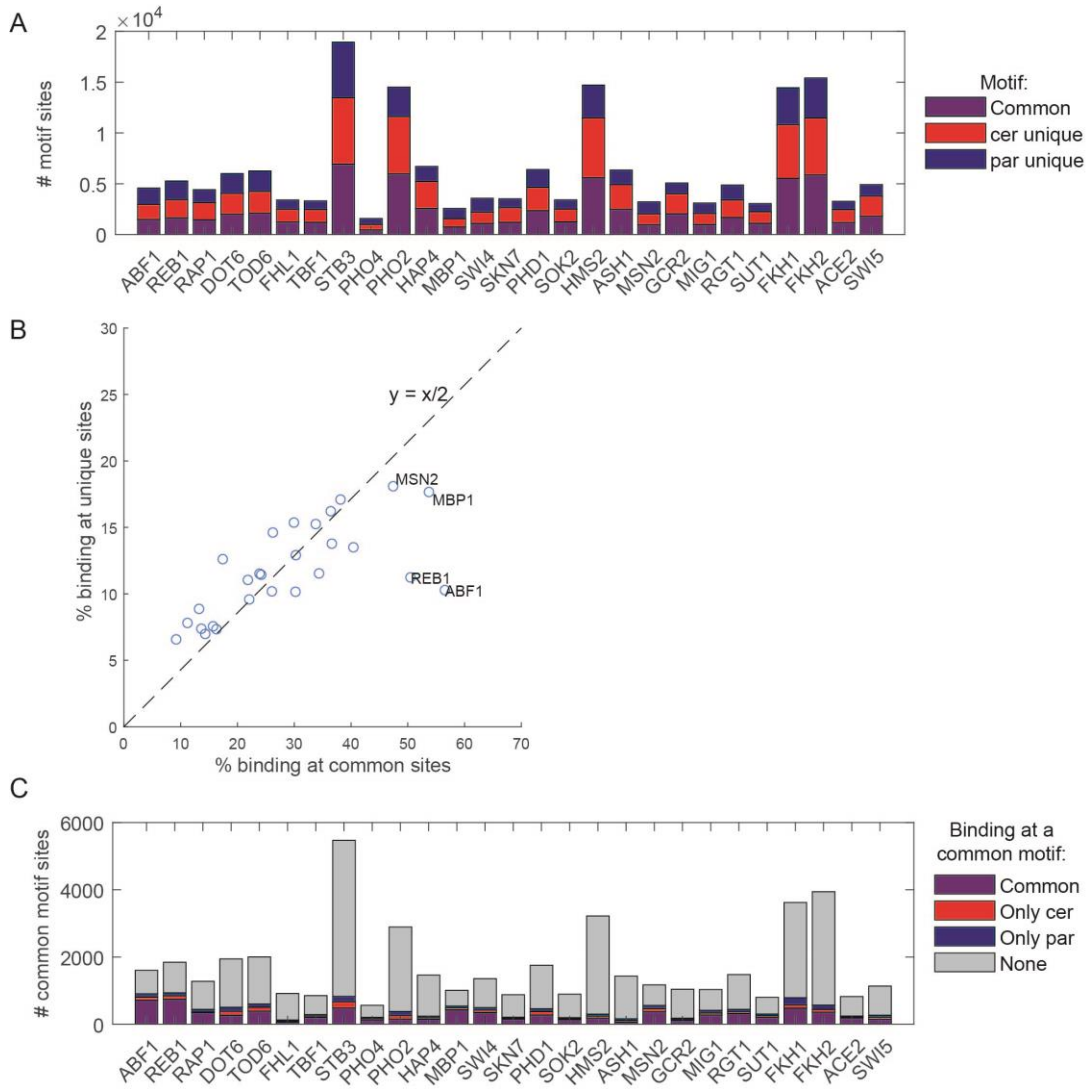 A
×10⁴
2
1.5
1
0.5
0
# motif sites
ABF1
REB1
RAP1
DOT6
TOD6
FHL1
TBF1
STB3
PHO4
PHO2
HAP4
MBP1
SWI4
SKN7
PHD1
SOK2
HMS2
ASH1
MSN2
GCR2
MIG1
RGT1
SUT1
FKH1
FKH2
ACE2
SWI5
Motif:
Common
cer unique
par unique
B
30
25
20
15
10
5
0
% binding at unique sites
y = x/2
MSN2
MBP1
REB1
ABF1
0 10 20 30 40 50 60 70
% binding at common sites
C
6000
4000
2000
0
# common motif sites
ABF1
REB1
RAP1
DOT6
TOD6
FHL1
TBF1
STB3
PHO4
PHO2
HAP4
MBP1
SWI4
SKN7
PHD1
SOK2
HMS2
ASH1
MSN2
GCR2
MIG1
RGT1
SUT1
FKH1
FKH2
ACE2
SWI5
Binding at a
common motif:
Common
Only cer
Only par
None